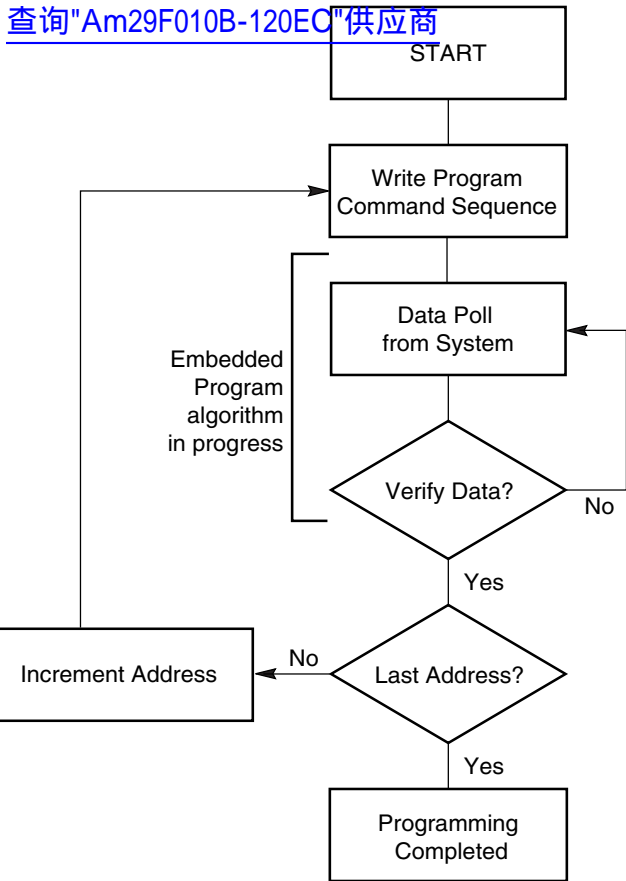 查询"Am29F010B-120EC"供应商
START
Write Program
Command Sequence
Data Poll
from System
Embedded
Program
algorithm
in progress
Verify Data?
No
Yes
Last Address?
No
Increment Address
Yes
Programming
Completed